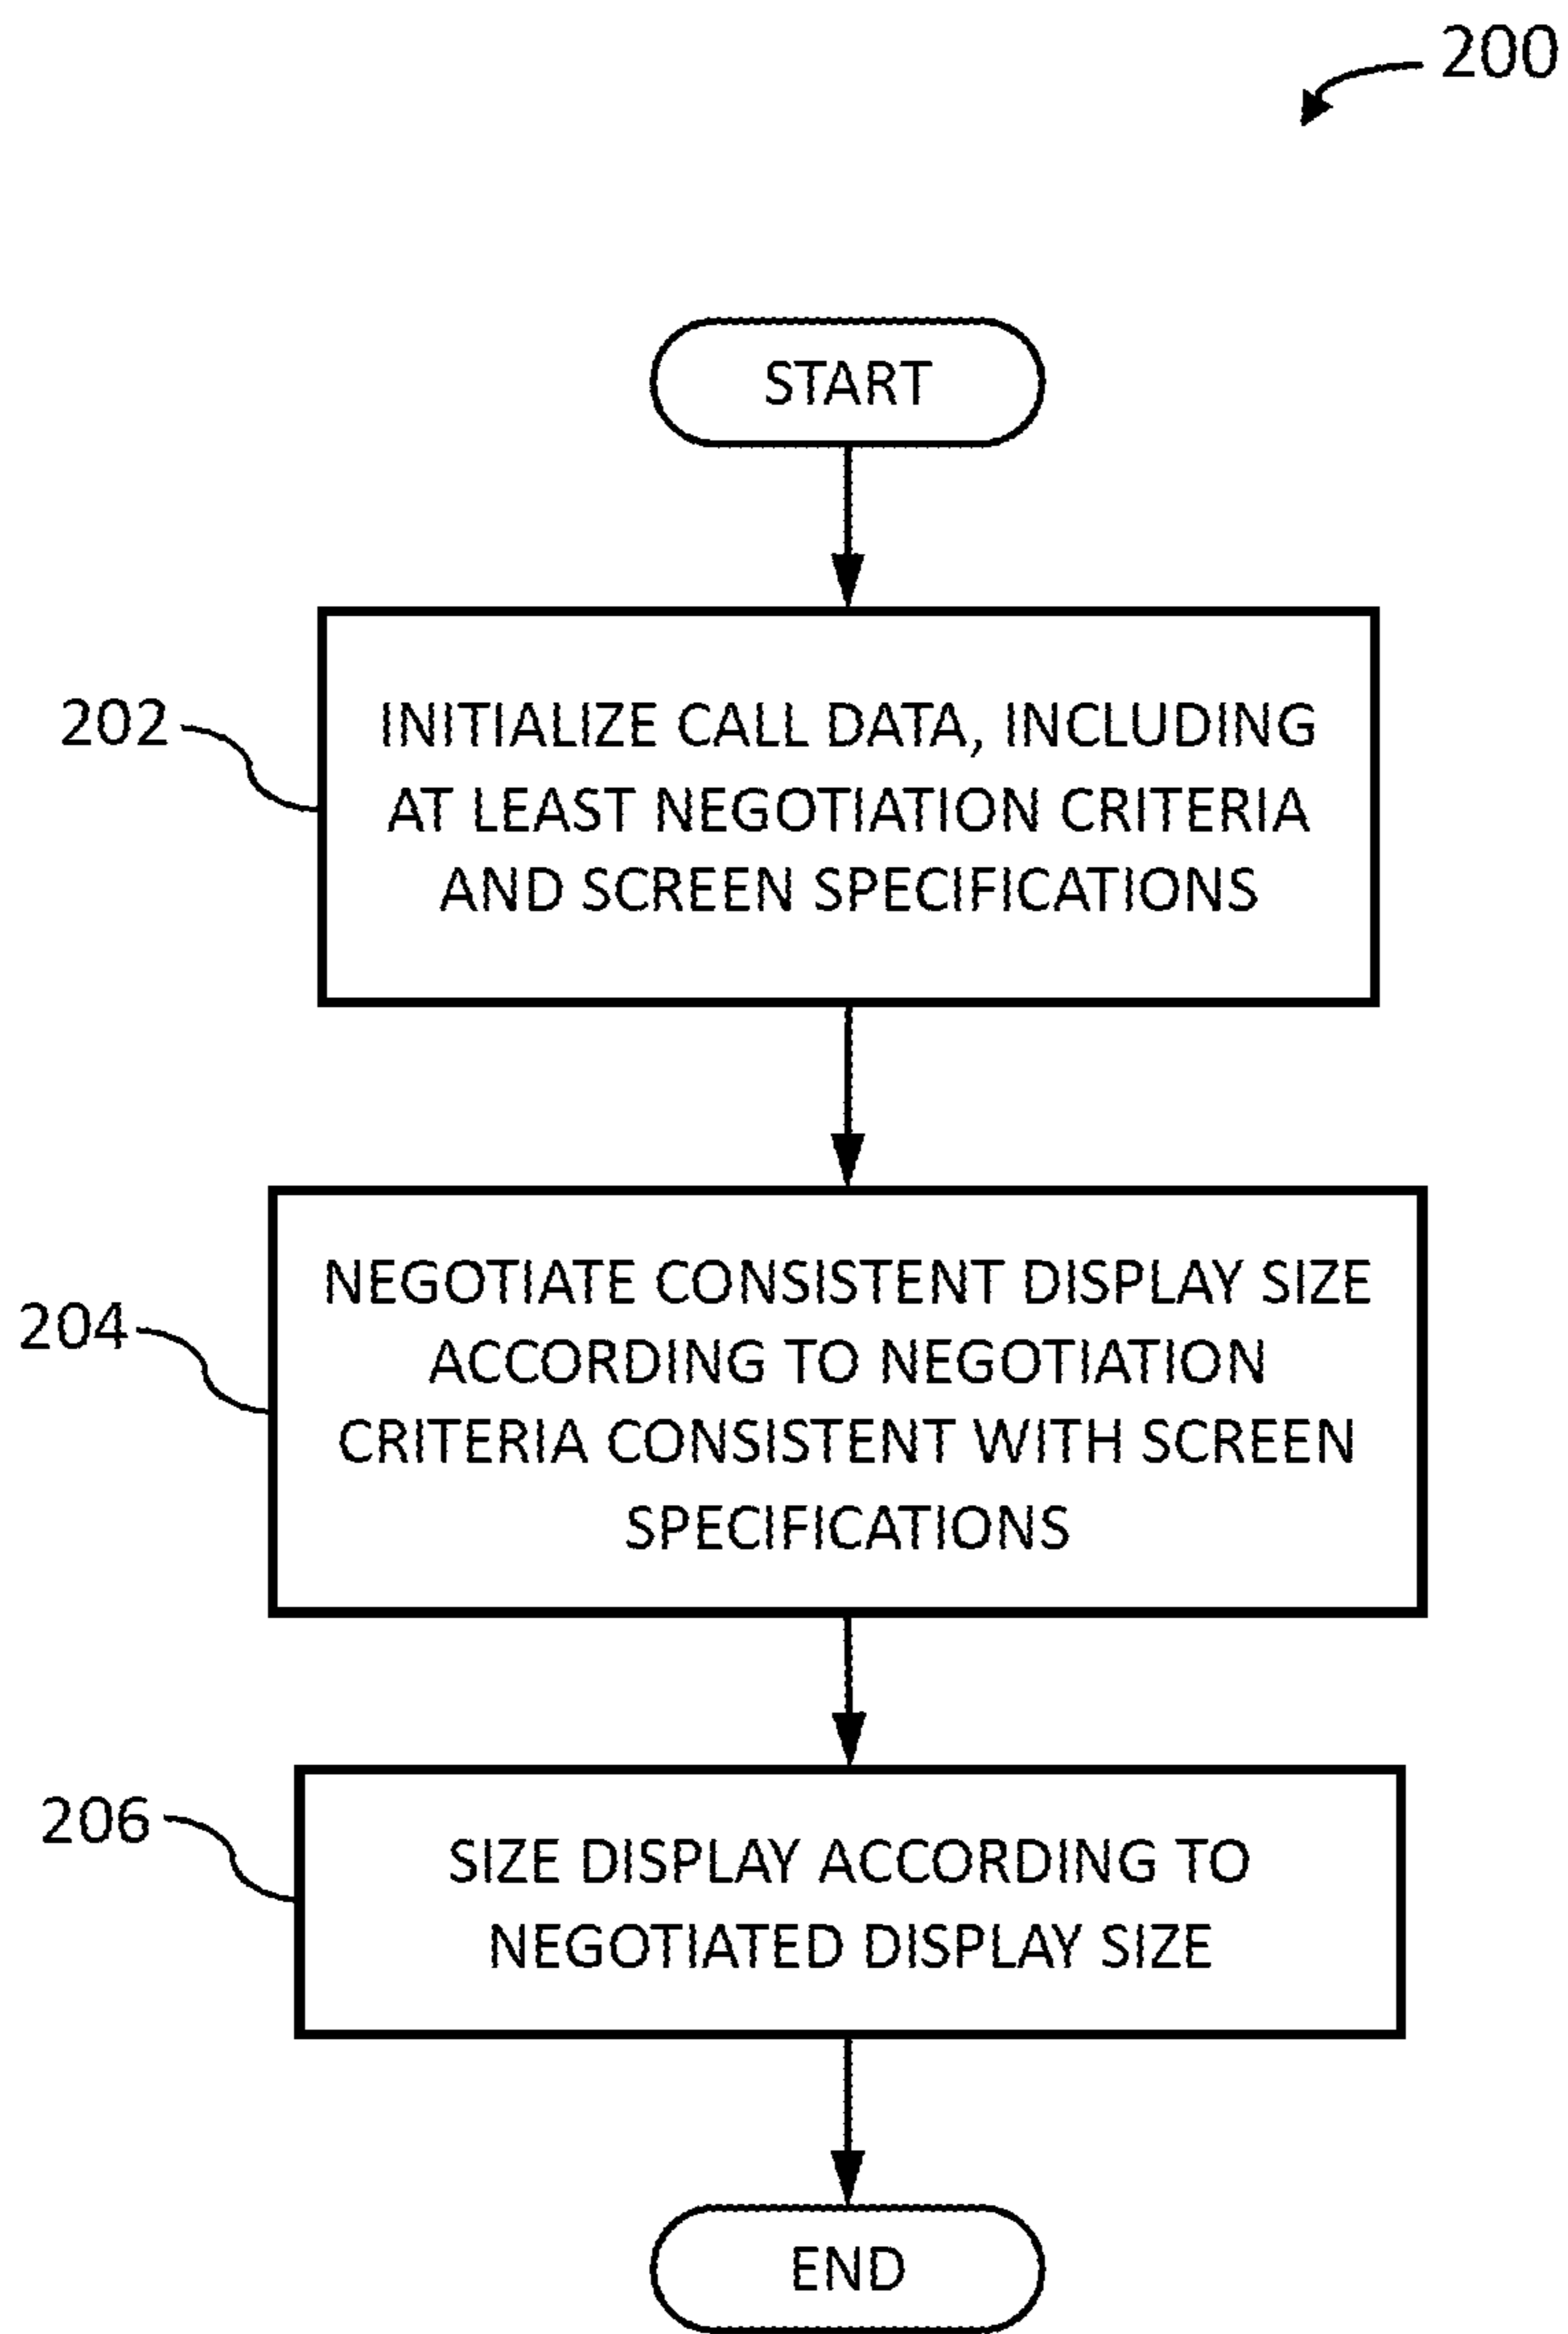 200
START
202
INITIALIZE CALL DATA, INCLUDING
AT LEAST NEGOTIATION CRITERIA
AND SCREEN SPECIFICATIONS
204
NEGOTIATE CONSISTENT DISPLAY SIZE
ACCORDING TO NEGOTIATION
CRITERIA CONSISTENT WITH SCREEN
SPECIFICATIONS
206
SIZE DISPLAY ACCORDING TO
NEGOTIATED DISPLAY SIZE
END